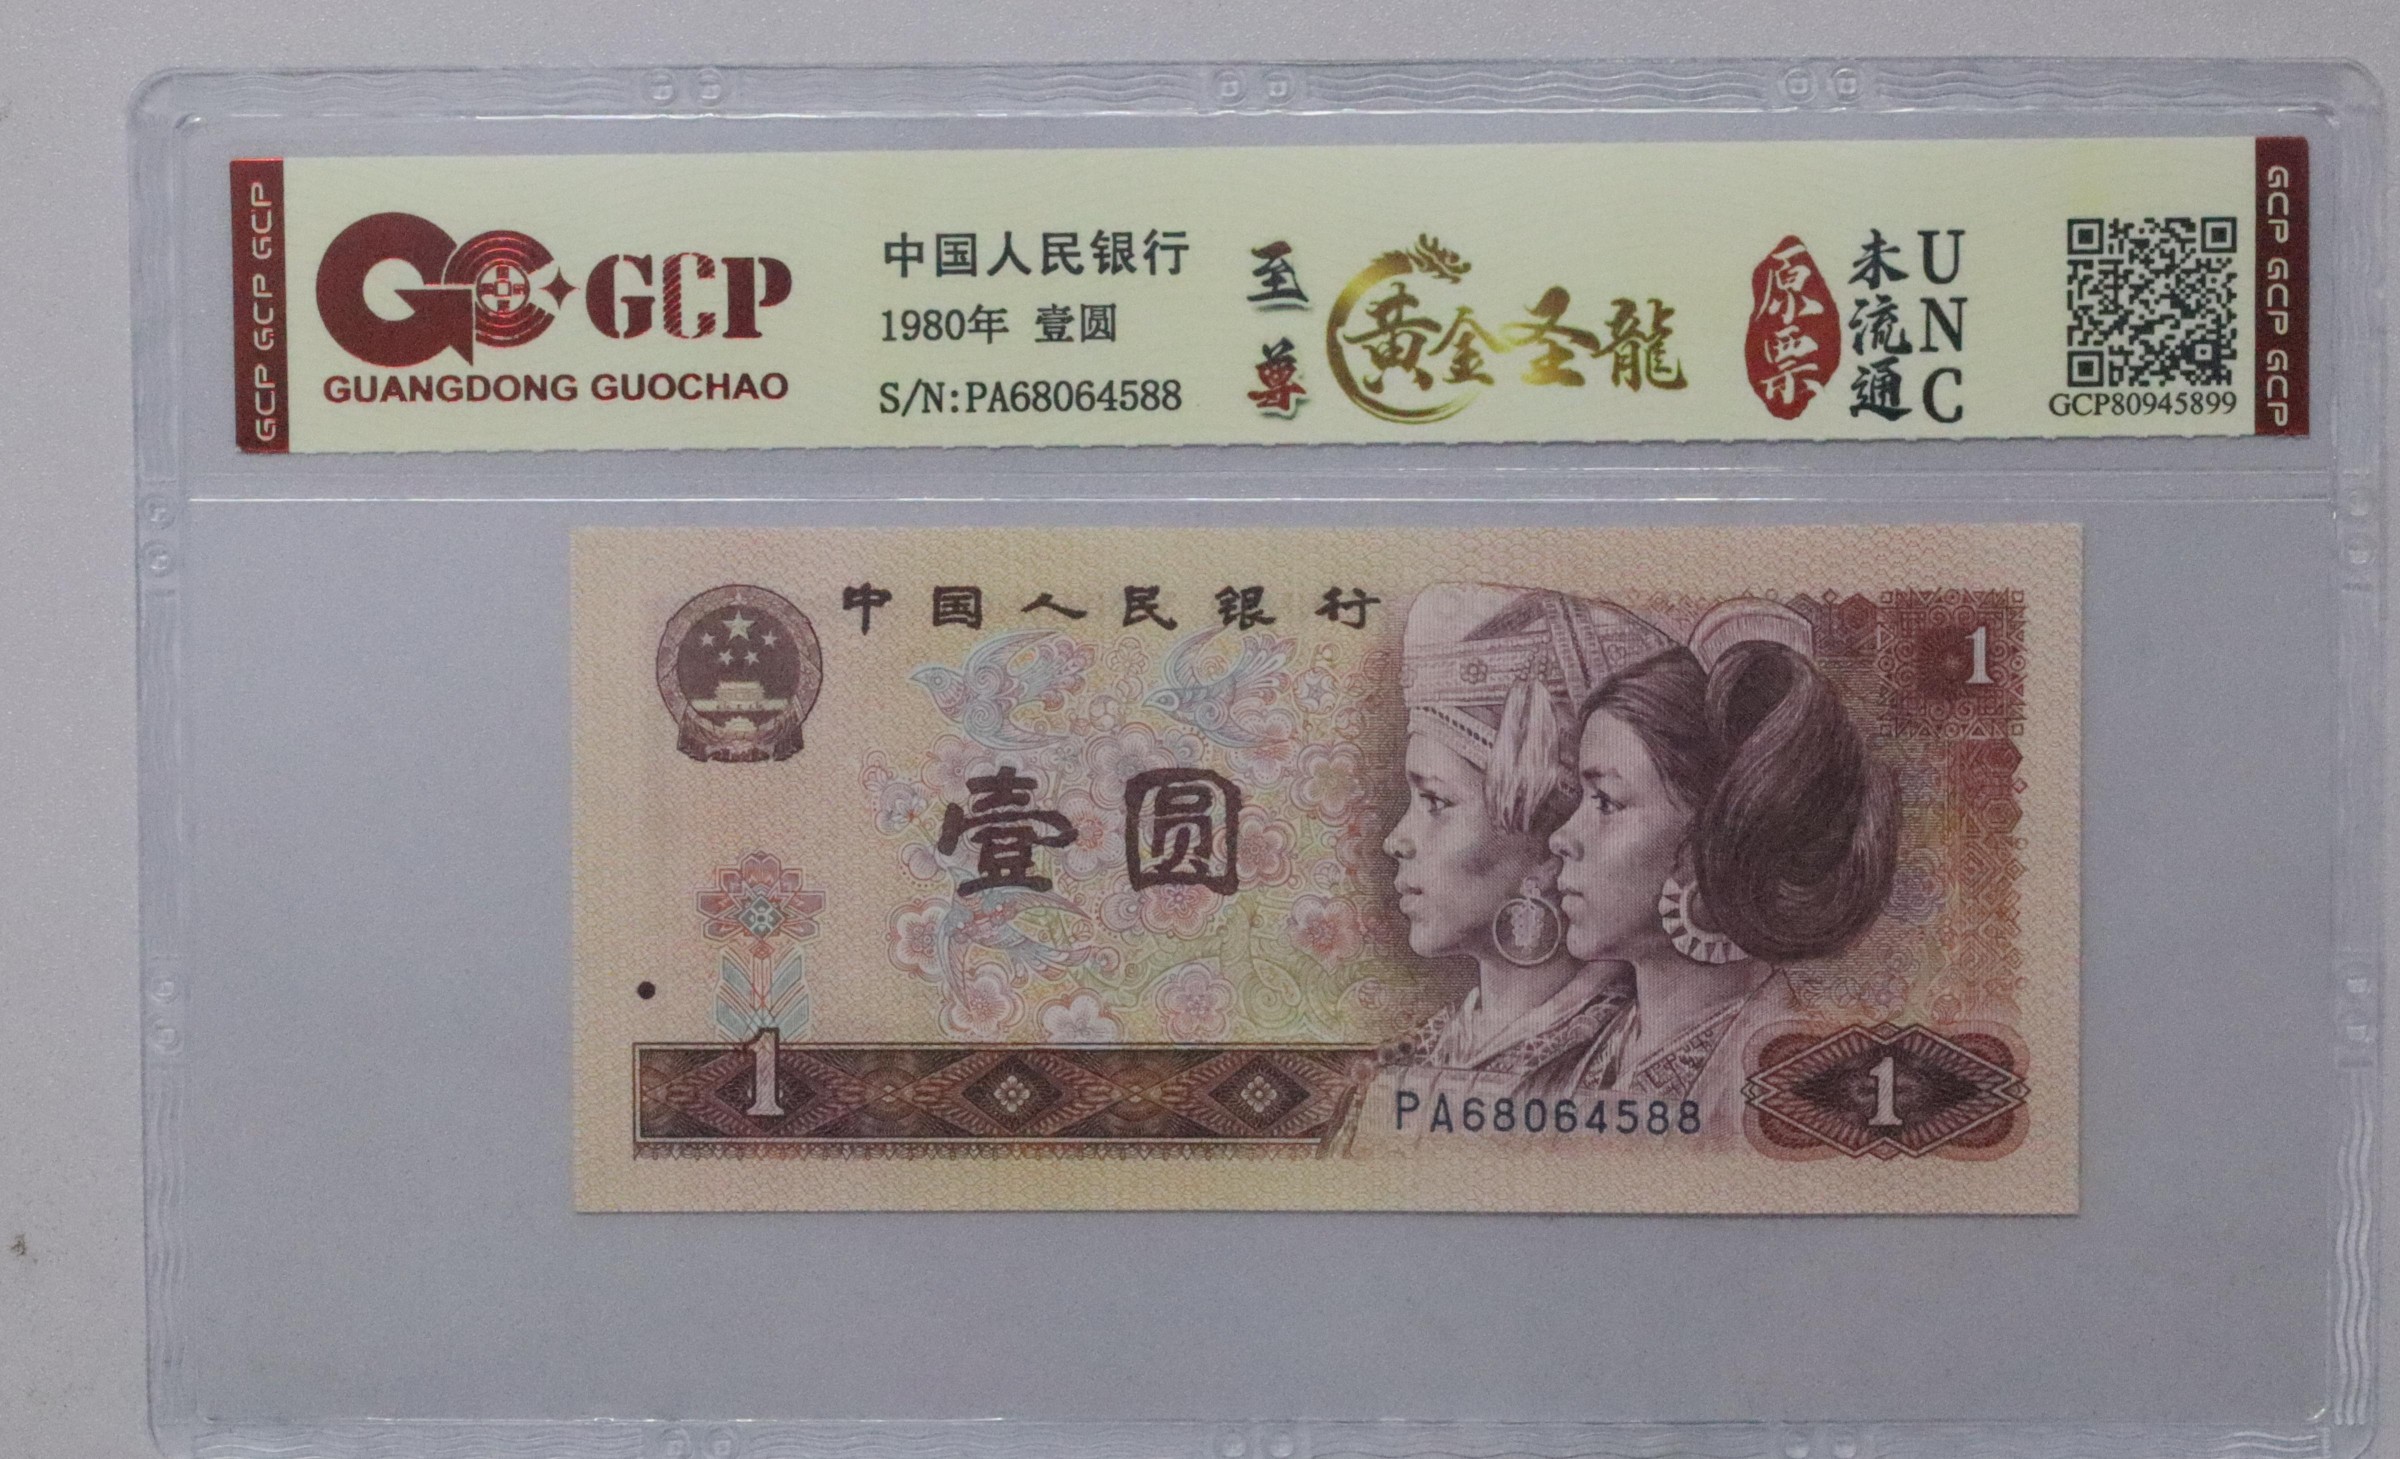 GCP GCP GCP
GCP
GUANGDONG GUOCHAO
中国人民银行
1980年 壹圆
S/N:PA68064588
至尊
黄金圣龍
原票
未流通
UNC
GCP80945899
GCP GCP GCP
中国人民银行
1
壹圆
1
PA68064588
1